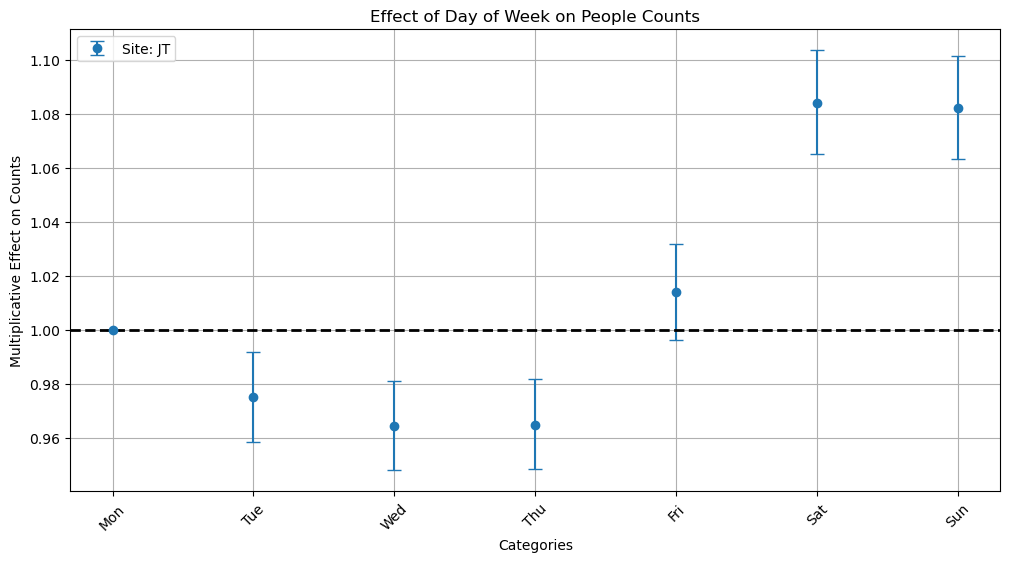 Effect of Day of Week on People Counts
Site: JT
Multiplicative Effect on Counts
1.10
1.08
1.06
1.04
1.02
1.00
0.98
0.96
Mon
Tue
Wed
Thu
Fri
Sat
Sun
Categories